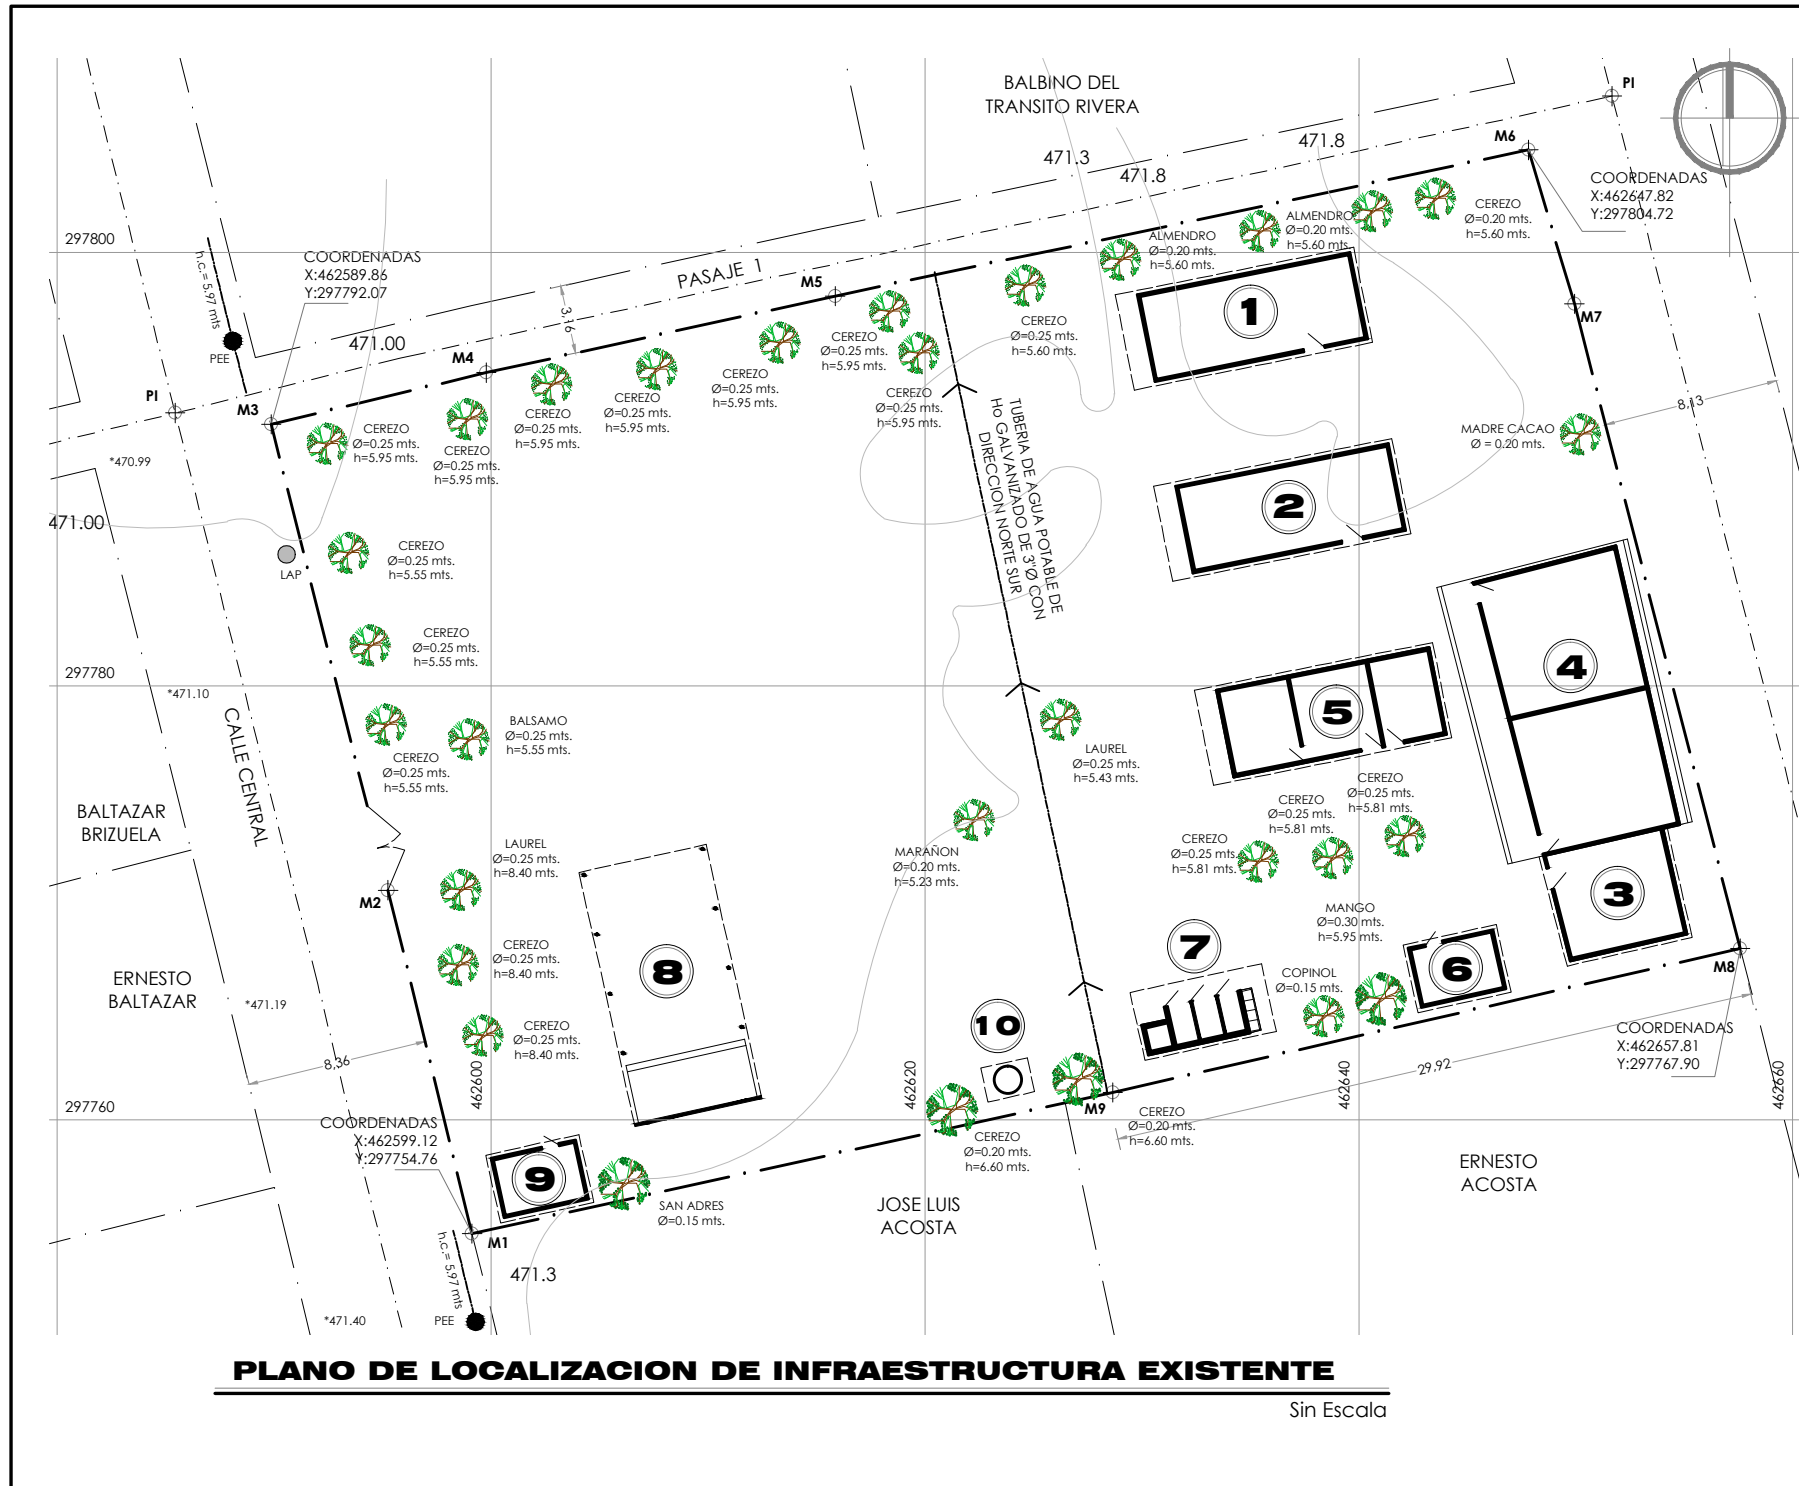 BALBINO DEL
TRANSITO RIVERA
PI
M6
471.8
471.3
471.8
COORDENADAS
X:462647.82
Y:297804.72
CEREZO
Ø=0.20 mts.
h=5.60 mts.
ALMENDRO
Ø=0.20 mts.
h=5.60 mts.
ALMENDRO
Ø=0.20 mts.
h=5.60 mts.
297800
h.c.= 5.97 mts
COORDENADAS
X:462589.86
Y:297792.07
PASAJE 1
M5
3,16
1
M7
471.00
PEE
M4
CEREZO
Ø=0.25 mts.
h=5.60 mts.
CEREZO
Ø=0.25 mts.
h=5.95 mts.
CEREZO
Ø=0.25 mts.
h=5.95 mts.
CEREZO
Ø=0.25 mts.
h=5.95 mts.
CEREZO
Ø=0.25 mts.
h=5.95 mts.
CEREZO
Ø=0.25 mts.
h=5.95 mts.
CEREZO
Ø=0.25 mts.
h=5.95 mts.
CEREZO
Ø=0.25 mts.
h=5.95 mts.
PI
M3
*470.99
8,13
MADRE CACAO
Ø = 0.20 mts.
TUBERIA DE AGUA POTABLE DE
Ho GALVANIZADO DE 3"Ø CON
DIRECCION NORTE SUR
2
471.00
LAP
CEREZO
Ø=0.25 mts.
h=5.55 mts.
CEREZO
Ø=0.25 mts.
h=5.55 mts.
297780
*471.10
CALLE CENTRAL
4
5
BALSAMO
Ø=0.25 mts.
h=5.55 mts.
CEREZO
Ø=0.25 mts.
h=5.55 mts.
LAUREL
Ø=0.25 mts.
h=5.43 mts.
CEREZO
Ø=0.25 mts.
h=5.81 mts.
CEREZO
Ø=0.25 mts.
h=5.81 mts.
CEREZO
Ø=0.25 mts.
h=5.81 mts.
BALTAZAR
BRIZUELA
LAUREL
Ø=0.25 mts.
h=8.40 mts.
MARAÑON
Ø=0.20 mts.
h=5.23 mts.
M2
3
MANGO
Ø=0.30 mts.
h=5.95 mts.
7
CEREZO
Ø=0.25 mts.
h=8.40 mts.
8
6
M8
COPINOL
Ø=0.15 mts.
ERNESTO
BALTAZAR
*471.19
CEREZO
Ø=0.25 mts.
h=8.40 mts.
10
COORDENADAS
X:462657.81
Y:297767.90
8,36
29,92
462600
462620
462640
462660
297760
M9
COORDENADAS
X:462599.12
Y:297754.76
CEREZO
Ø=0.20 mts.
h=6.60 mts.
CEREZO
Ø=0.20 mts.
h=6.60 mts.
9
ERNESTO
ACOSTA
SAN ADRES
Ø=0.15 mts.
JOSE LUIS
ACOSTA
M1
h.c.= 5.97 mts
471.3
*471.40
PEE
PLANO DE LOCALIZACION DE INFRAESTRUCTURA EXISTENTE
Sin Escala